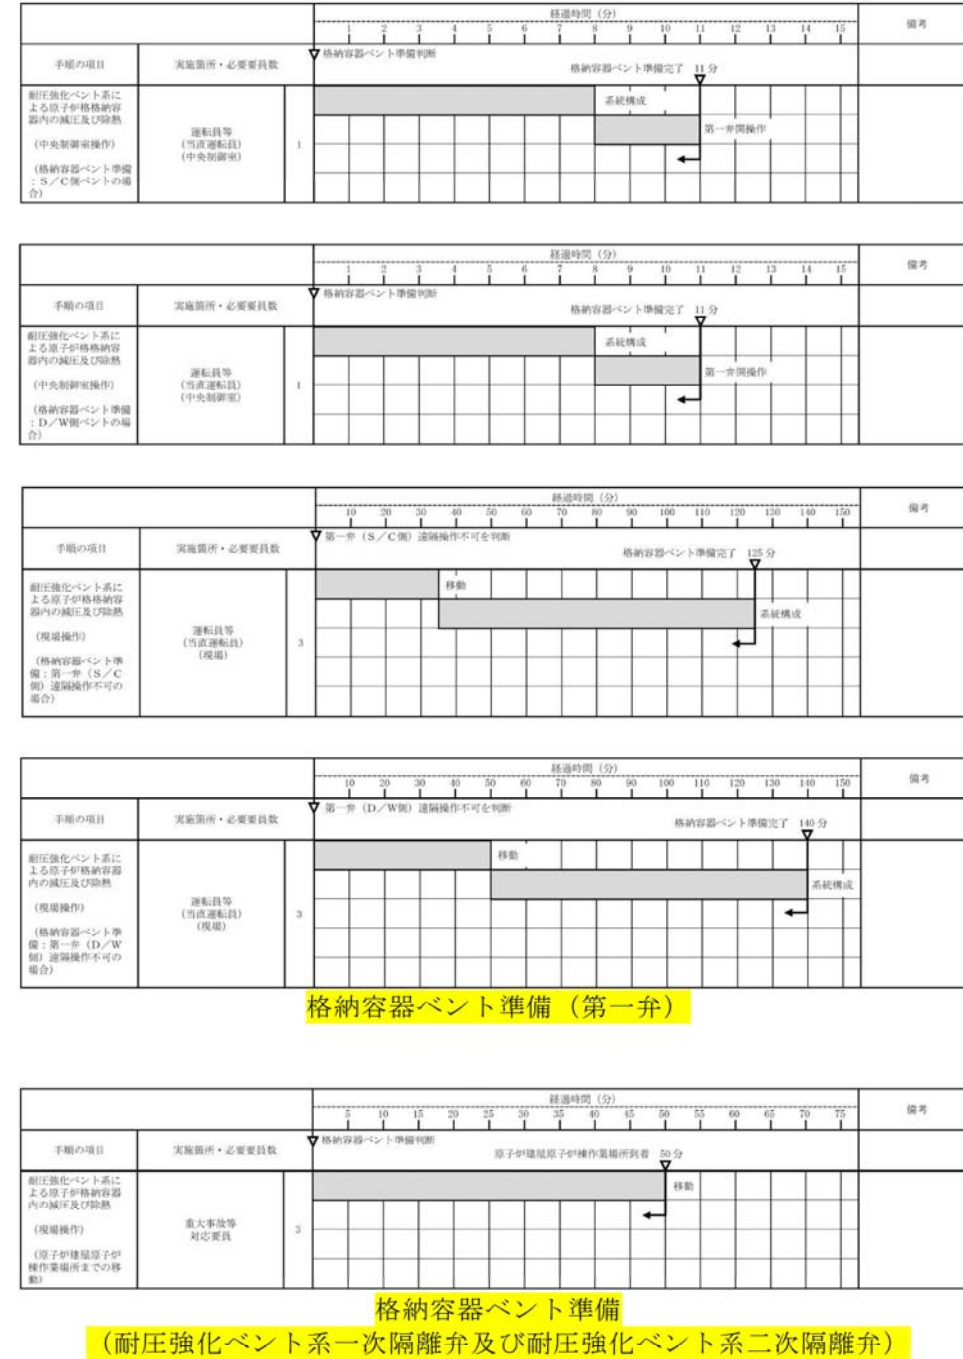 経過時間（分）
備考
1 2 3 4 5 6 7 8 9 10 11 12 13 14 15
手順の項目
実施箇所・必要要員数
格納容器ベント準備判断
格納容器ベント準備完了 11 分
耐圧強化ベント系に
よる原子炉格格納容
器内の減圧及び除熱
（中央制御室操作）
（格納容器ベント準備
：Ｓ／Ｃ側ベントの場
合）
運転員等
（当直運転員）
（中央制御室）
1
系統構成
第一弁開操作
経過時間（分）
備考
1 2 3 4 5 6 7 8 9 10 11 12 13 14 15
手順の項目
実施箇所・必要要員数
格納容器ベント準備判断
格納容器ベント準備完了 11 分
耐圧強化ベント系に
よる原子炉格格納容
器内の減圧及び除熱
（中央制御室操作）
（格納容器ベント準備
：Ｄ／Ｗ側ベントの場
合）
運転員等
（当直運転員）
（中央制御室）
1
系統構成
第一弁開操作
経過時間（分）
備考
10 20 30 40 50 60 70 80 90 100 110 120 130 140 150
手順の項目
実施箇所・必要要員数
第一弁（Ｓ／Ｃ側）遠隔操作不可を判断
格納容器ベント準備完了 125 分
耐圧強化ベント系に
よる原子炉格格納容
器内の減圧及び除熱
（現場操作）
（格納容器ベント準
備：第一弁（Ｓ／Ｃ
側）遠隔操作不可の
場合）
運転員等
（当直運転員）
（現場）
3
移動
系統構成
経過時間（分）
備考
10 20 30 40 50 60 70 80 90 100 110 120 130 140 150
手順の項目
実施箇所・必要要員数
第一弁（Ｄ／Ｗ側）遠隔操作不可を判断
格納容器ベント準備完了 140 分
耐圧強化ベント系に
よる原子炉格納容器
内の減圧及び除熱
（現場操作）
（格納容器ベント準
備：第一弁（Ｄ／Ｗ
側）遠隔操作不可の
場合）
運転員等
（当直運転員）
（現場）
3
移動
系統構成
格納容器ベント準備（第一弁）
経過時間（分）
備考
5 10 15 20 25 30 35 40 45 50 55 60 65 70 75
手順の項目
実施箇所・必要要員数
格納容器ベント準備判断
原子炉建屋原子炉棟作業場所到着 50 分
耐圧強化ベント系に
よる原子炉格納容器
内の減圧及び除熱
（現場操作）
（原子炉建屋原子炉
棟作業場所までの移
動）
重大事故等
対応要員
3
移動
格納容器ベント準備
（耐圧強化ベント系一次隔離弁及び耐圧強化ベント系二次隔離弁）